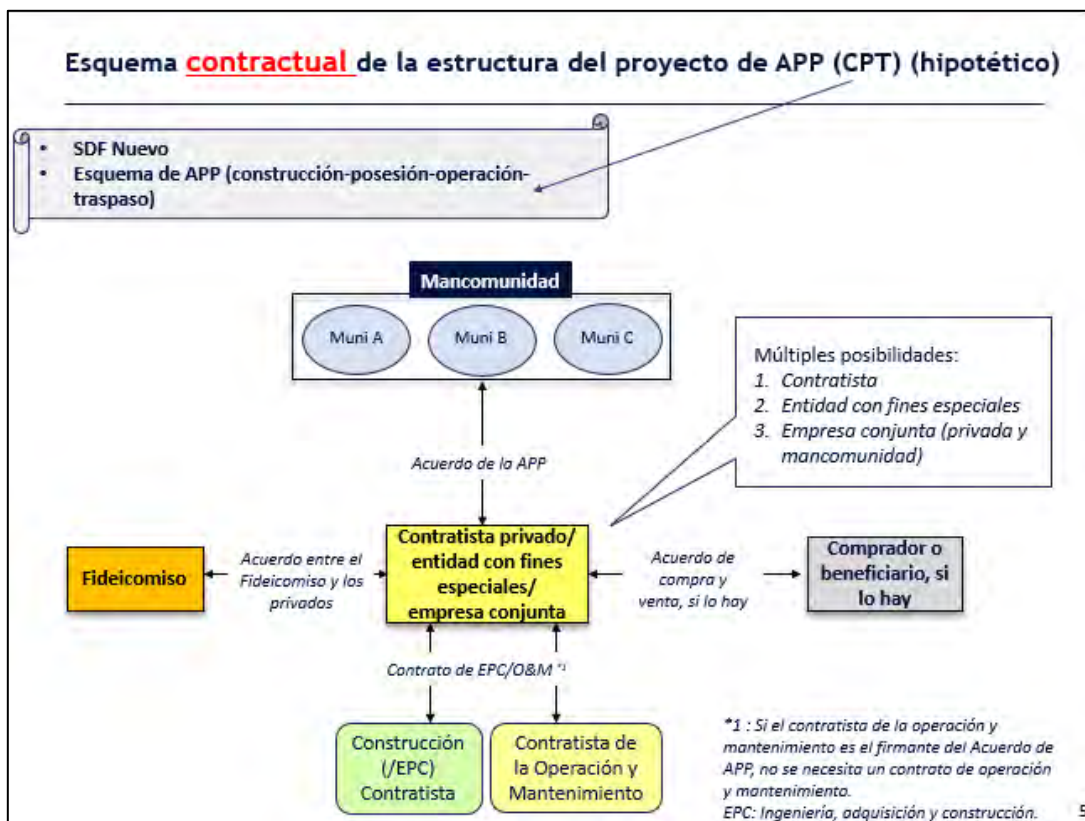 Esquema contractual de la estructura del proyecto de APP (CPT) (hipotético)
• SDF Nuevo
• Esquema de APP (construcción-posesión-operación-
traspaso)
Mancomunidad
Muni A
Muni B
Muni C
Múltiples posibilidades:
1. Contratista
2. Entidad con fines especiales
3. Empresa conjunta (privada y
mancomunidad)
Acuerdo de la APP
Fideicomiso
Acuerdo entre el
Fideicomiso y los
privados
Contratista privado/
entidad con fines
especiales/
empresa conjunta
Acuerdo de
compra y
venta, si lo hay
Comprador o
beneficiario, si
lo hay
Contrato de EPC/O&M *1
Construcción
(/EPC)
Contratista
Contratista de
la Operación y
Mantenimiento
*1 : Si el contratista de la operación y
mantenimiento es el firmante del Acuerdo de
APP, no se necesita un contrato de operación
y mantenimiento.
EPC: Ingeniería, adquisición y construcción.
5